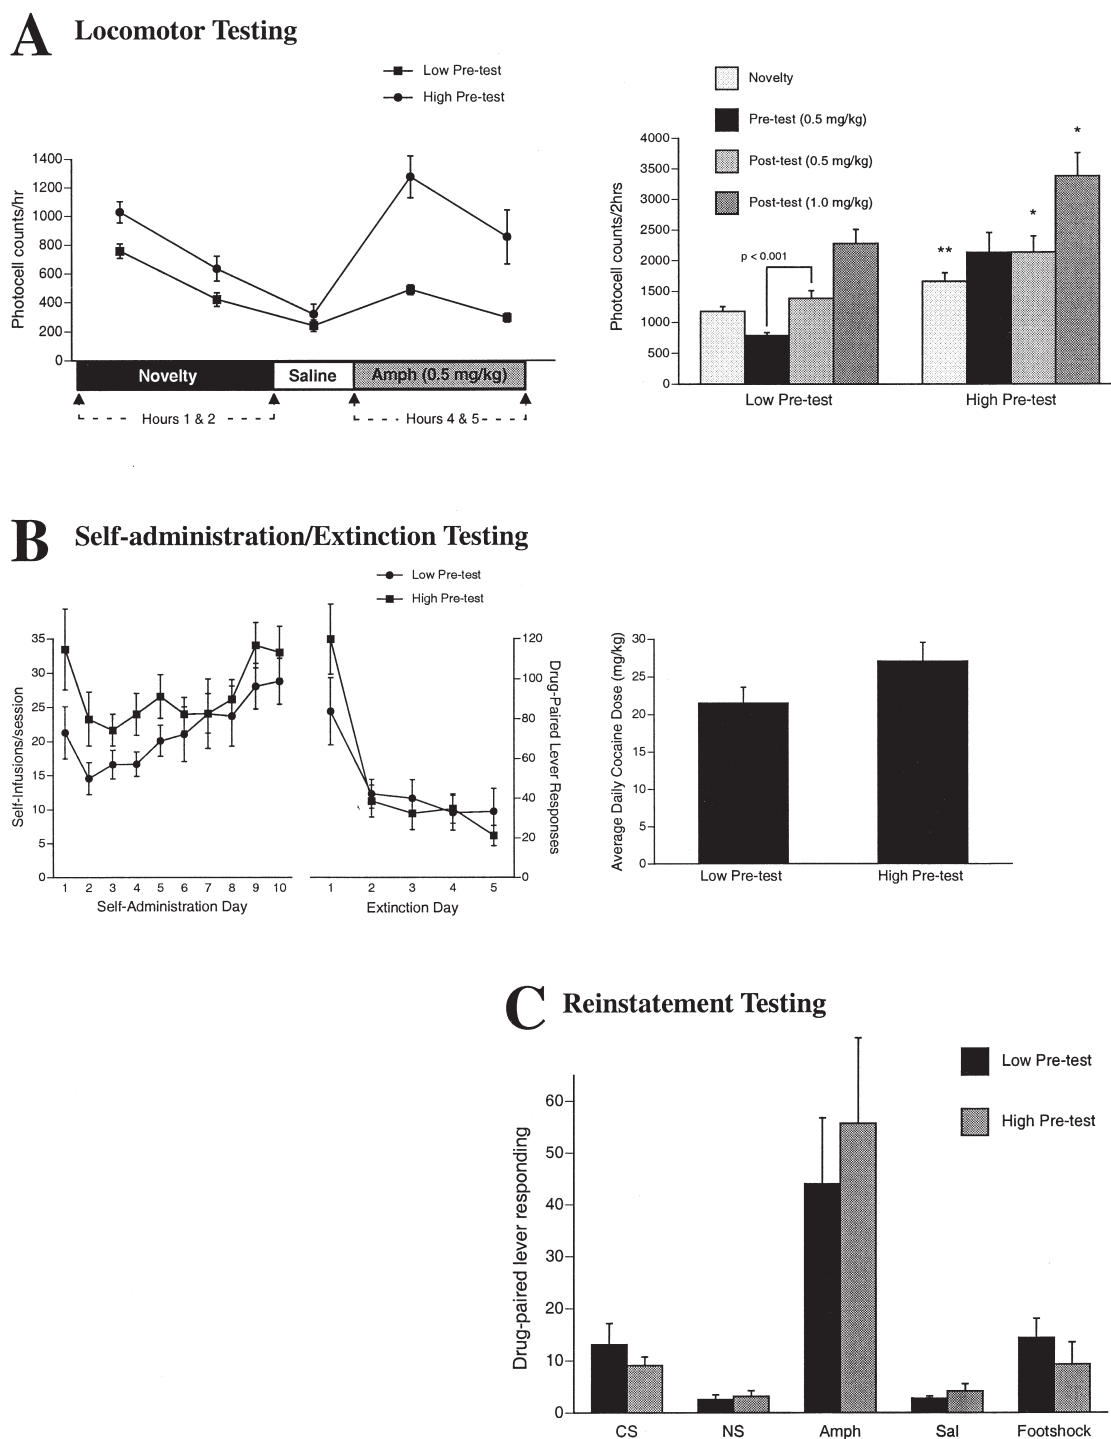 A Locomotor Testing
Low Pre-test
High Pre-test
1400
1200
1000
800
600
400
200
0
Photocell counts/hr
Novelty
Saline
Amph (0.5 mg/kg)
Hours 1 & 2
Hours 4 & 5
Novelty
Pre-test (0.5 mg/kg)
Post-test (0.5 mg/kg)
Post-test (1.0 mg/kg)
4000
3500
3000
2500
2000
1500
1000
500
0
Photocell counts/2hrs
p < 0.001
**
*
*
Low Pre-test
High Pre-test
B Self-administration/Extinction Testing
Low Pre-test
High Pre-test
35
30
25
20
15
10
5
0
Self-Infusions/session
1 2 3 4 5 6 7 8 9 10
Self-Administration Day
120
100
80
60
40
20
0
Drug-Paired Lever Responses
1 2 3 4 5
Extinction Day
30
25
20
15
10
5
0
Average Daily Cocaine Dose (mg/kg)
Low Pre-test
High Pre-test
C Reinstatement Testing
Low Pre-test
High Pre-test
60
50
40
30
20
10
0
Drug-paired lever responding
CS NS Amph Sal Footshock